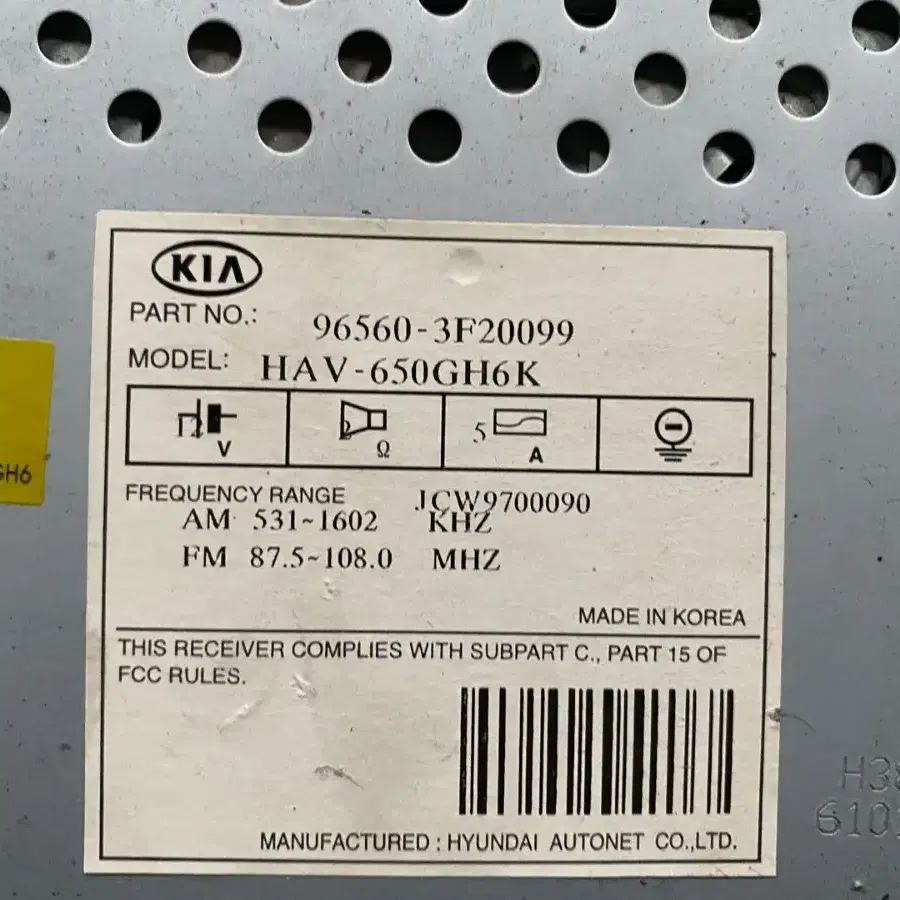 KIA
PART NO.: 96560-3F20099
MODEL: HAV-650GH6K
12 V 2 Ω 5 A
FREQUENCY RANGE JCW9700090
AM 531~1602 KHZ
FM 87.5~108.0 MHZ
MADE IN KOREA
THIS RECEIVER COMPLIES WITH SUBPART C., PART 15 OF
FCC RULES.
MANUFACTURED : HYUNDAI AUTONET CO.,LTD.
GH6